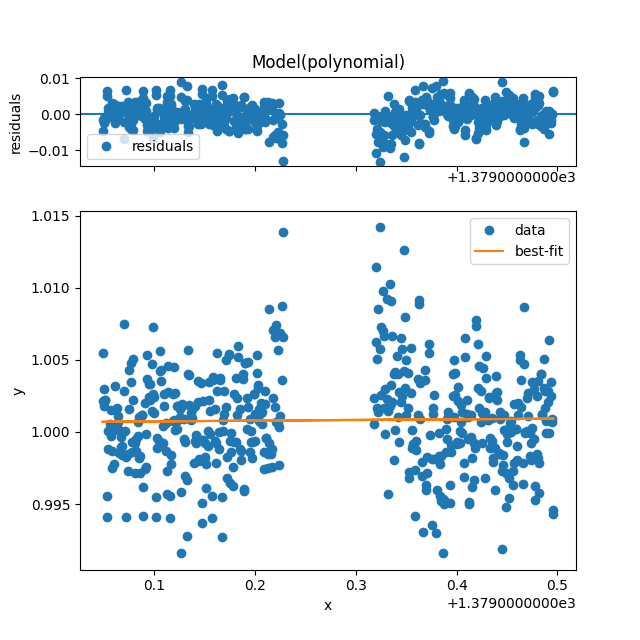 Model(polynomial)
0.01
0.00
−0.01
residuals
residuals
+1.3790000000e3
1.015
1.010
1.005
1.000
0.995
y
data
best-fit
0.1 0.2 0.3 0.4 0.5
x
+1.3790000000e3